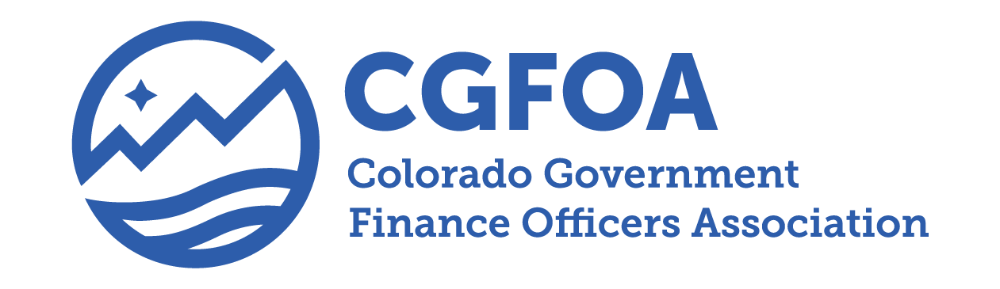 CGFOA
Colorado Government
Finance Officers Association